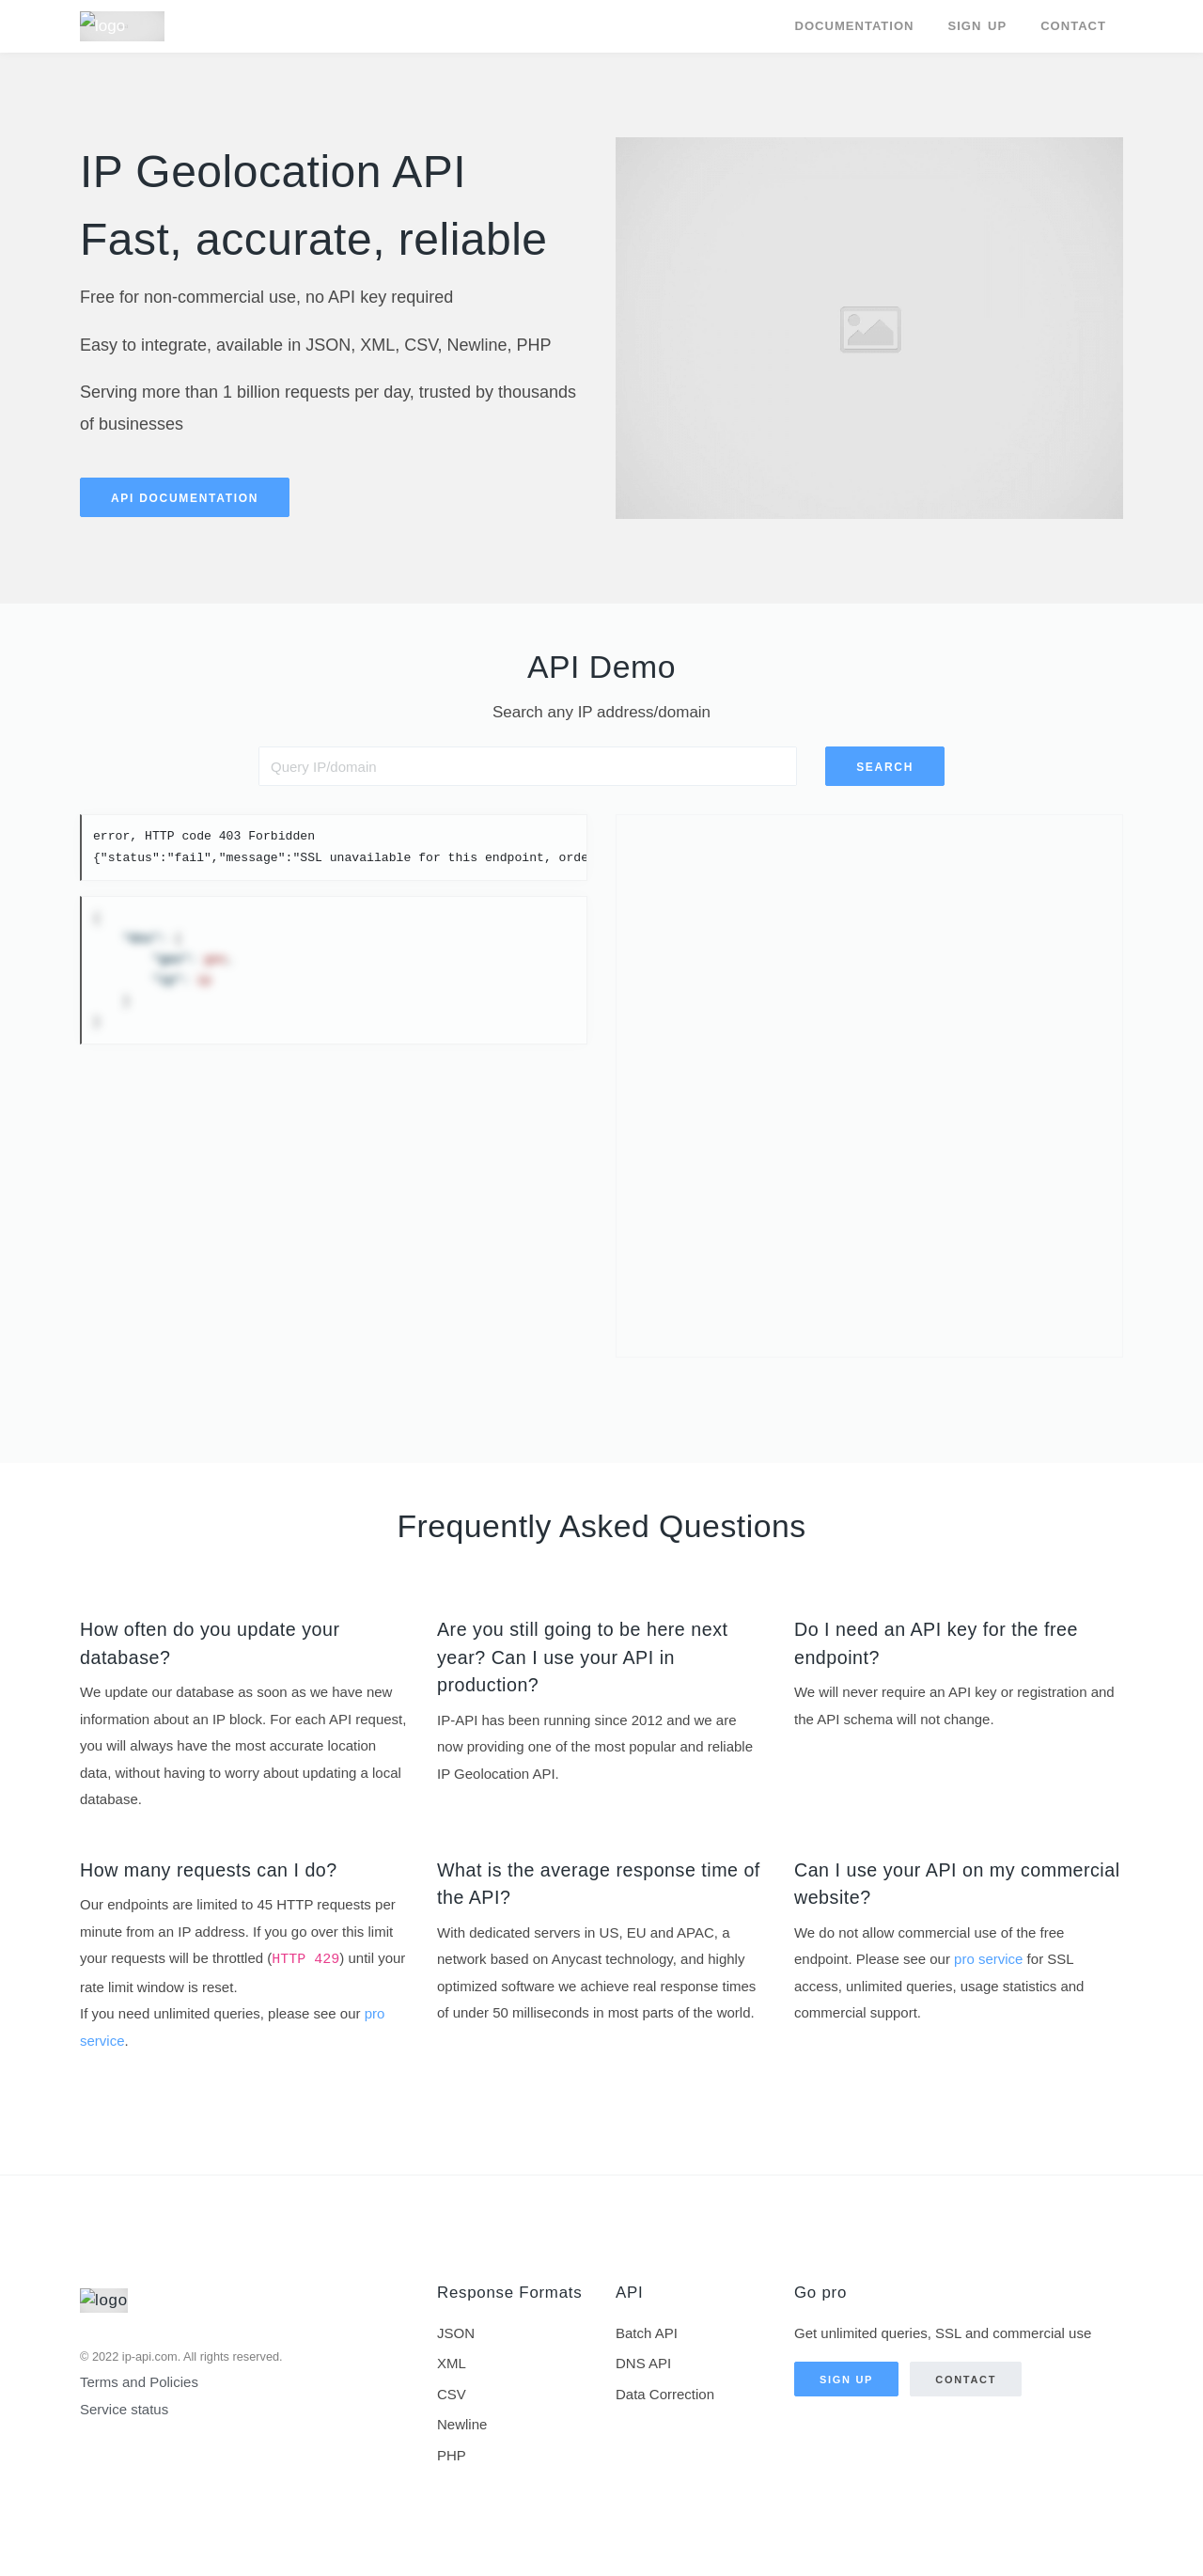 logo
DOCUMENTATION
SIGN UP
CONTACT
IP Geolocation API
Fast, accurate, reliable
Free for non-commercial use, no API key required
Easy to integrate, available in JSON, XML, CSV, Newline, PHP
Serving more than 1 billion requests per day, trusted by thousands
of businesses
API DOCUMENTATION
API Demo
Search any IP address/domain
Query IP/domain
SEARCH
error, HTTP code 403 Forbidden
{"status":"fail","message":"SSL unavailable for this endpoint, orde
Frequently Asked Questions
How often do you update your
database?
We update our database as soon as we have new
information about an IP block. For each API request,
you will always have the most accurate location
data, without having to worry about updating a local
database.
Are you still going to be here next
year? Can I use your API in
production?
IP-API has been running since 2012 and we are
now providing one of the most popular and reliable
IP Geolocation API.
Do I need an API key for the free
endpoint?
We will never require an API key or registration and
the API schema will not change.
How many requests can I do?
Our endpoints are limited to 45 HTTP requests per
minute from an IP address. If you go over this limit
your requests will be throttled (HTTP 429) until your
rate limit window is reset.
If you need unlimited queries, please see our pro
service.
What is the average response time of
the API?
With dedicated servers in US, EU and APAC, a
network based on Anycast technology, and highly
optimized software we achieve real response times
of under 50 milliseconds in most parts of the world.
Can I use your API on my commercial
website?
We do not allow commercial use of the free
endpoint. Please see our pro service for SSL
access, unlimited queries, usage statistics and
commercial support.
logo
© 2022 ip-api.com. All rights reserved.
Terms and Policies
Service status
Response Formats
JSON
XML
CSV
Newline
PHP
API
Batch API
DNS API
Data Correction
Go pro
Get unlimited queries, SSL and commercial use
SIGN UP
CONTACT